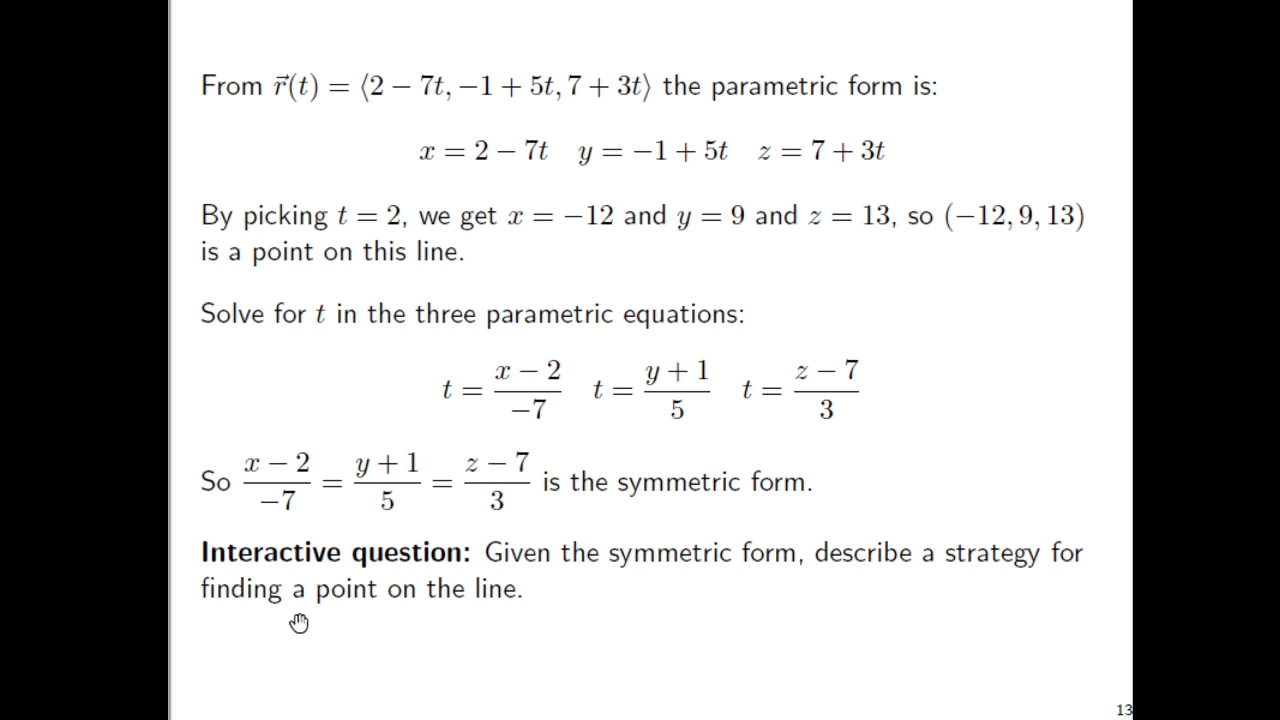 From r⃗(t) = ⟨2 − 7t, −1 + 5t, 7 + 3t⟩ the parametric form is:
x = 2 − 7t y = −1 + 5t z = 7 + 3t
By picking t = 2, we get x = −12 and y = 9 and z = 13, so (−12, 9, 13)
is a point on this line.
Solve for t in the three parametric equations:
t = (x − 2)/(−7) t = (y + 1)/5 t = (z − 7)/3
So (x − 2)/(−7) = (y + 1)/5 = (z − 7)/3 is the symmetric form.
Interactive question: Given the symmetric form, describe a strategy for
finding a point on the line.
13